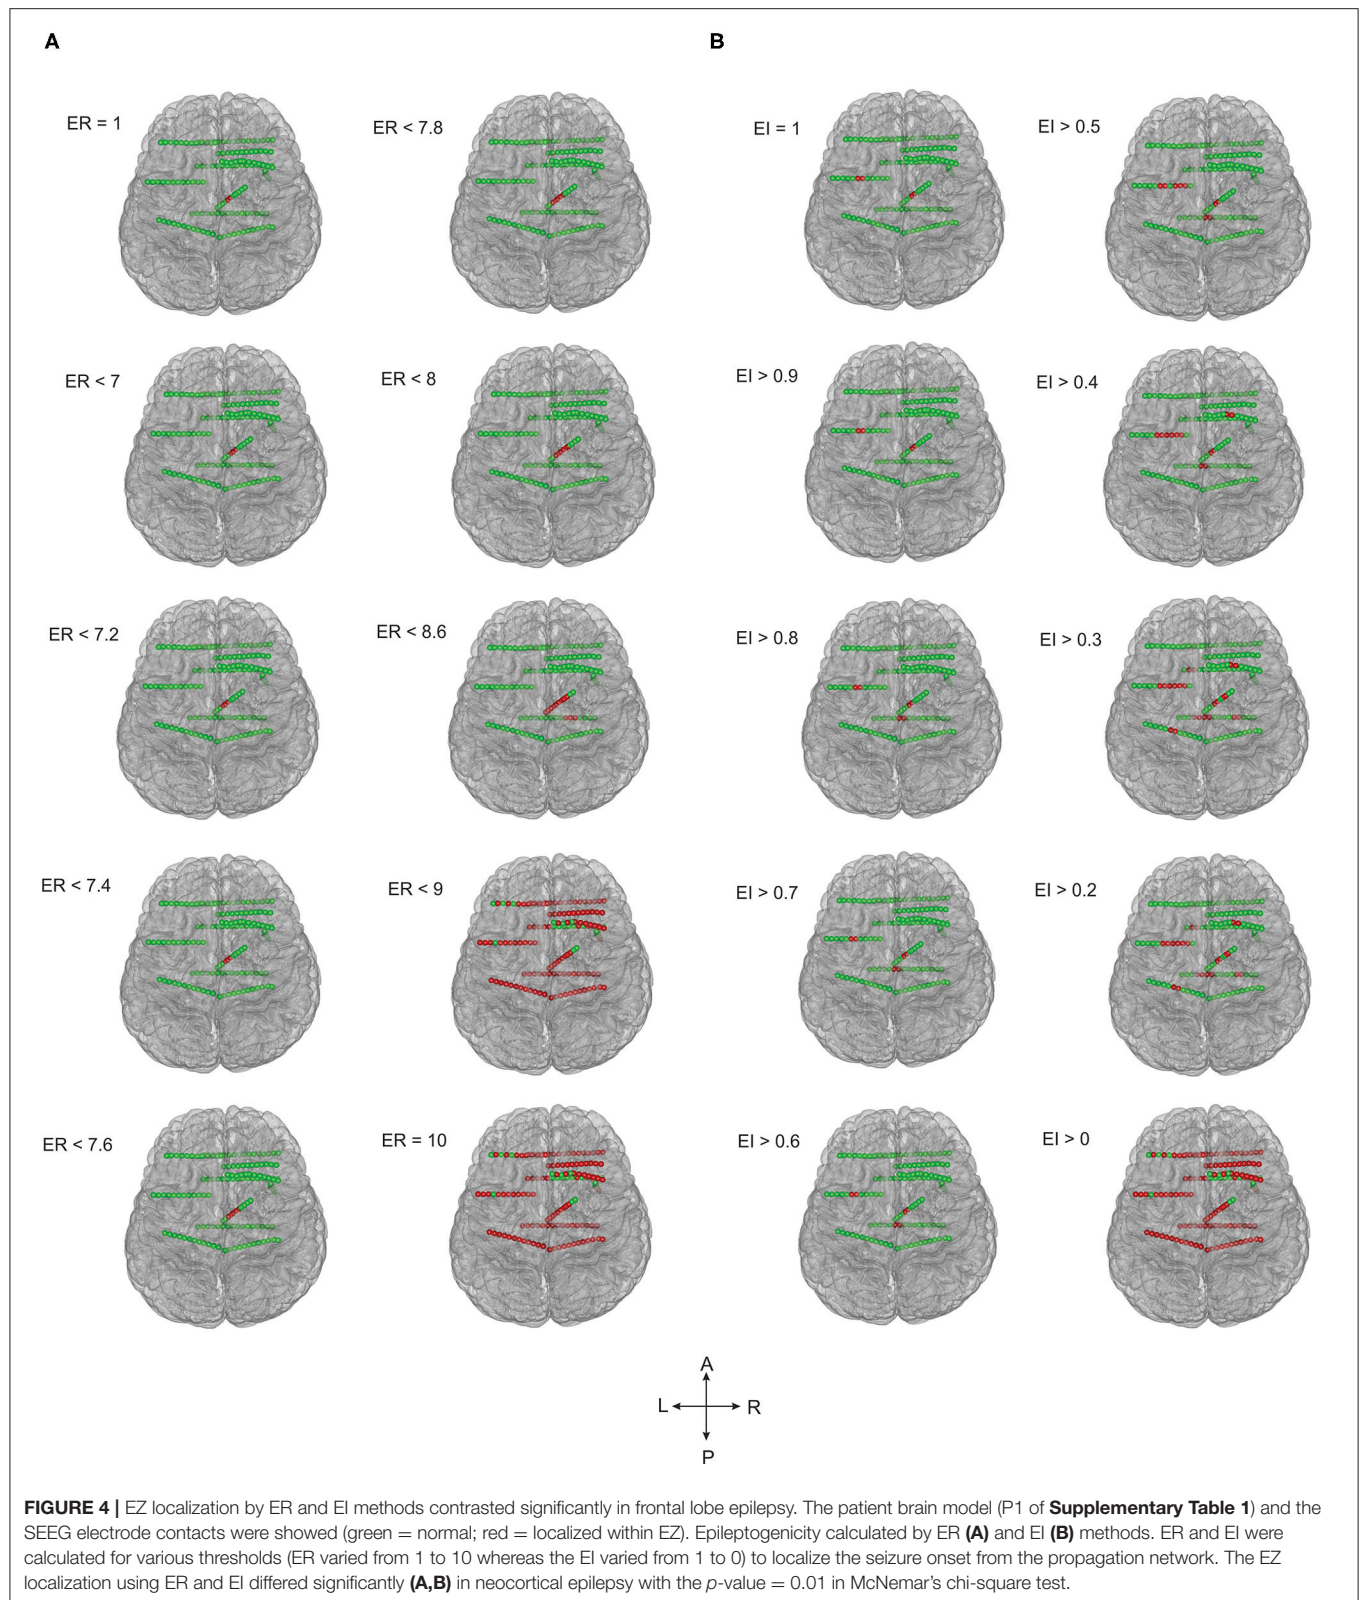 A
B
ER = 1
ER < 7.8
EI = 1
EI > 0.5
ER < 7
ER < 8
EI > 0.9
EI > 0.4
ER < 7.2
ER < 8.6
EI > 0.8
EI > 0.3
ER < 7.4
ER < 9
EI > 0.7
EI > 0.2
ER < 7.6
ER = 10
EI > 0.6
EI > 0
A
L
R
P
FIGURE 4 | EZ localization by ER and EI methods contrasted significantly in frontal lobe epilepsy. The patient brain model (P1 of Supplementary Table 1) and the
SEEG electrode contacts were showed (green = normal; red = localized within EZ). Epileptogenicity calculated by ER (A) and EI (B) methods. ER and EI were
calculated for various thresholds (ER varied from 1 to 10 whereas the EI varied from 1 to 0) to localize the seizure onset from the propagation network. The EZ
localization using ER and EI differed significantly (A,B) in neocortical epilepsy with the p-value = 0.01 in McNemar's chi-square test.